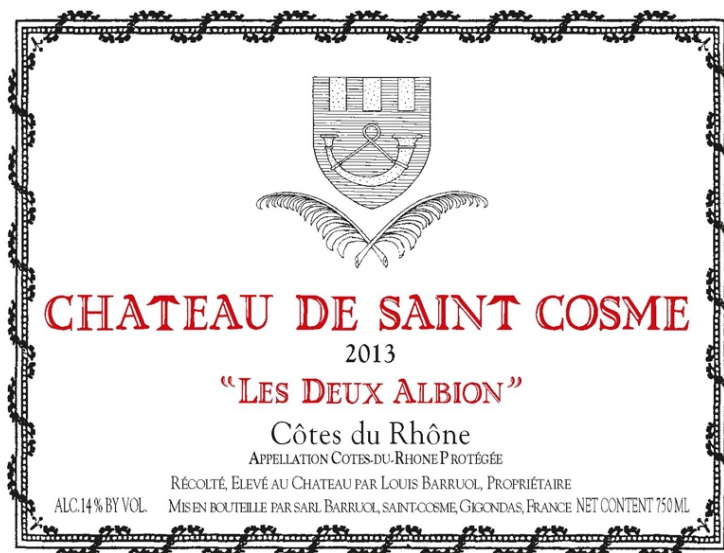 CHATEAU DE SAINT COSME
2013
"LES DEUX ALBION"
Côtes du Rhône
APPELLATION COTES-DU-RHONE PROTÉGÉE
RÉCOLTÉ, ELEVÉ AU CHATEAU PAR LOUIS BARRUOL, PROPRIÉTAIRE
ALC.14 % BY VOL. MIS EN BOUTEILLE PAR SARL BARRUOL, SAINT-COSME, GIGONDAS, FRANCE NET CONTENT 750 ML